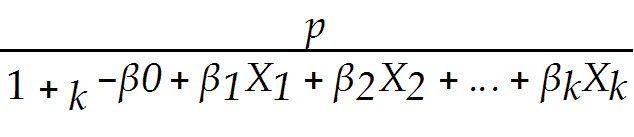 p
1 + k −β0 + β1X1 + β2X2 + ... + βkXk